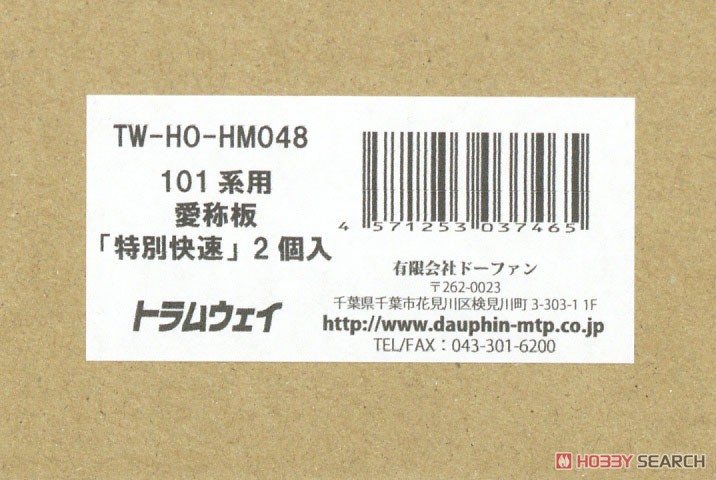 TW-HO-HM048
101系用
愛称板
「特別快速」2個入
トラムウェイ
4 571253 037465
有限会社ドーファン
〒262-0023
千葉県千葉市花見川区検見川町 3-303-1 1F
http://www.dauphin-mtp.co.jp
TEL/FAX：043-301-6200
HOBBY SEARCH